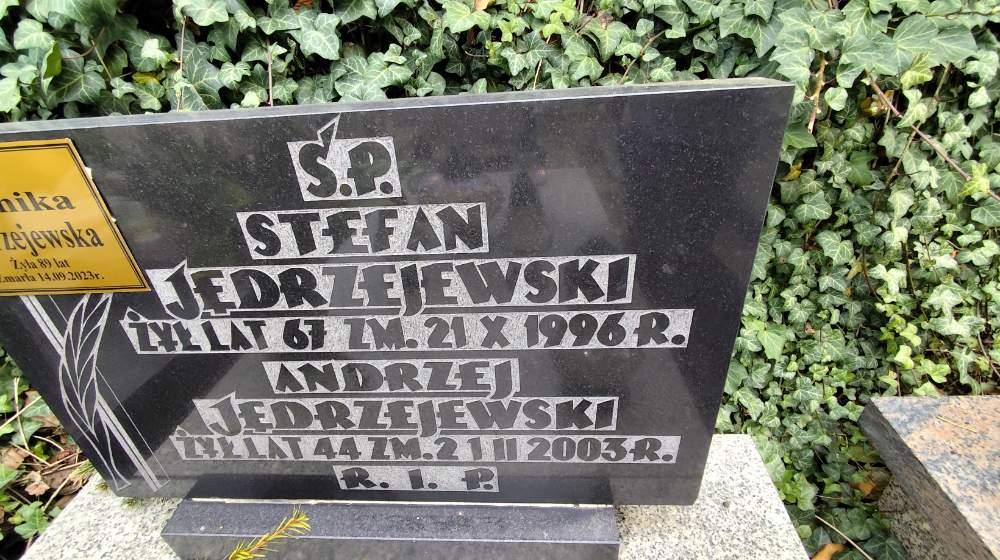 Ś.P.
STEFAN
JĘDRZEJEWSKI
ŻYŁ LAT 67 ZM. 21 X 1996 R.
ANDRZEJ
JĘDRZEJEWSKI
ŻYŁ LAT 44 ZM. 21 II 2003 R.
R. I. P.
nika
zejewska
Żyła 89 lat
Zmarła 14.09.2023r.